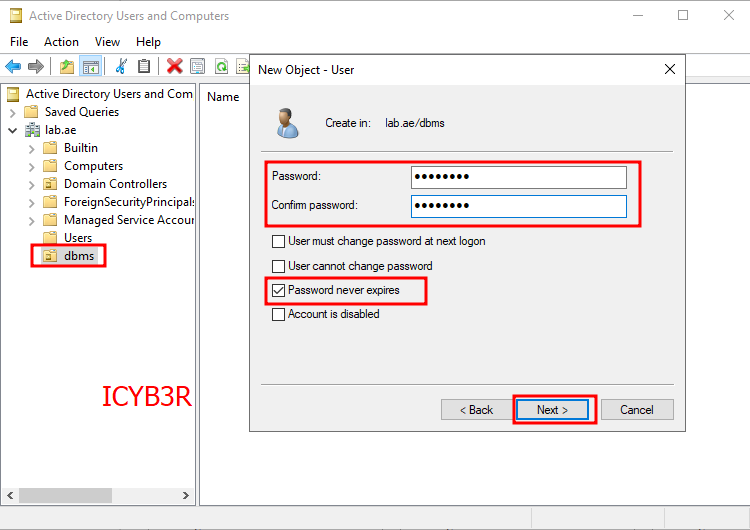 Active Directory Users and Computers
File Action View Help
Active Directory Users and Com
Saved Queries
lab.ae
Builtin
Computers
Domain Controllers
ForeignSecurityPrincipals
Managed Service Accour
Users
dbms
ICYB3R
Name
New Object - User
Create in: lab.ae/dbms
Password: ●●●●●●●●
Confirm password: ●●●●●●●●
User must change password at next logon
User cannot change password
Password never expires
Account is disabled
< Back Next > Cancel